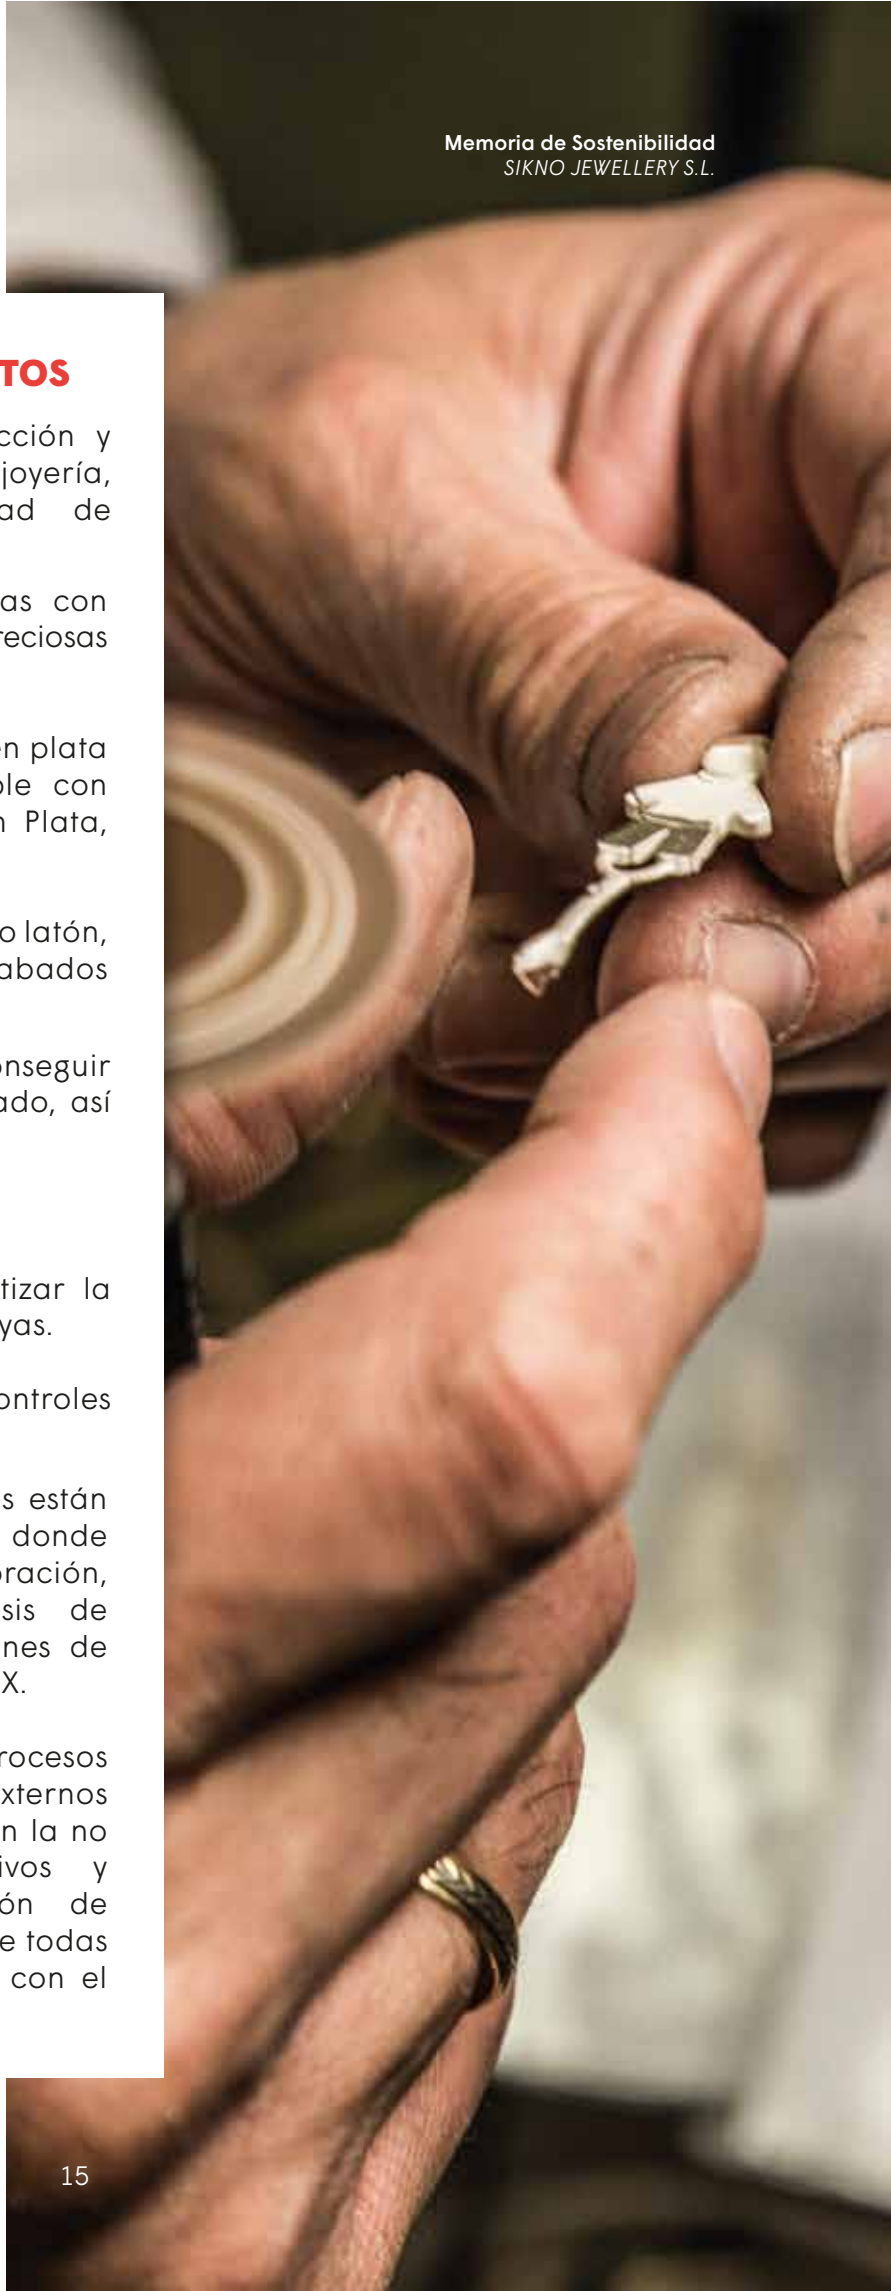 Memoria de Sostenibilidad
SIKNO JEWELLERY S.L.
TOS
cción y
joyería,
ad de
as con
reciosas
en plata
ble con
n Plata,
o latón,
abados
onseguir
ado, así
tizar la
yas.
ontroles
s están
donde
oración,
sis de
nes de
X.
rocesos
xternos
n la no
ivos y
ón de
e todas
con el
15